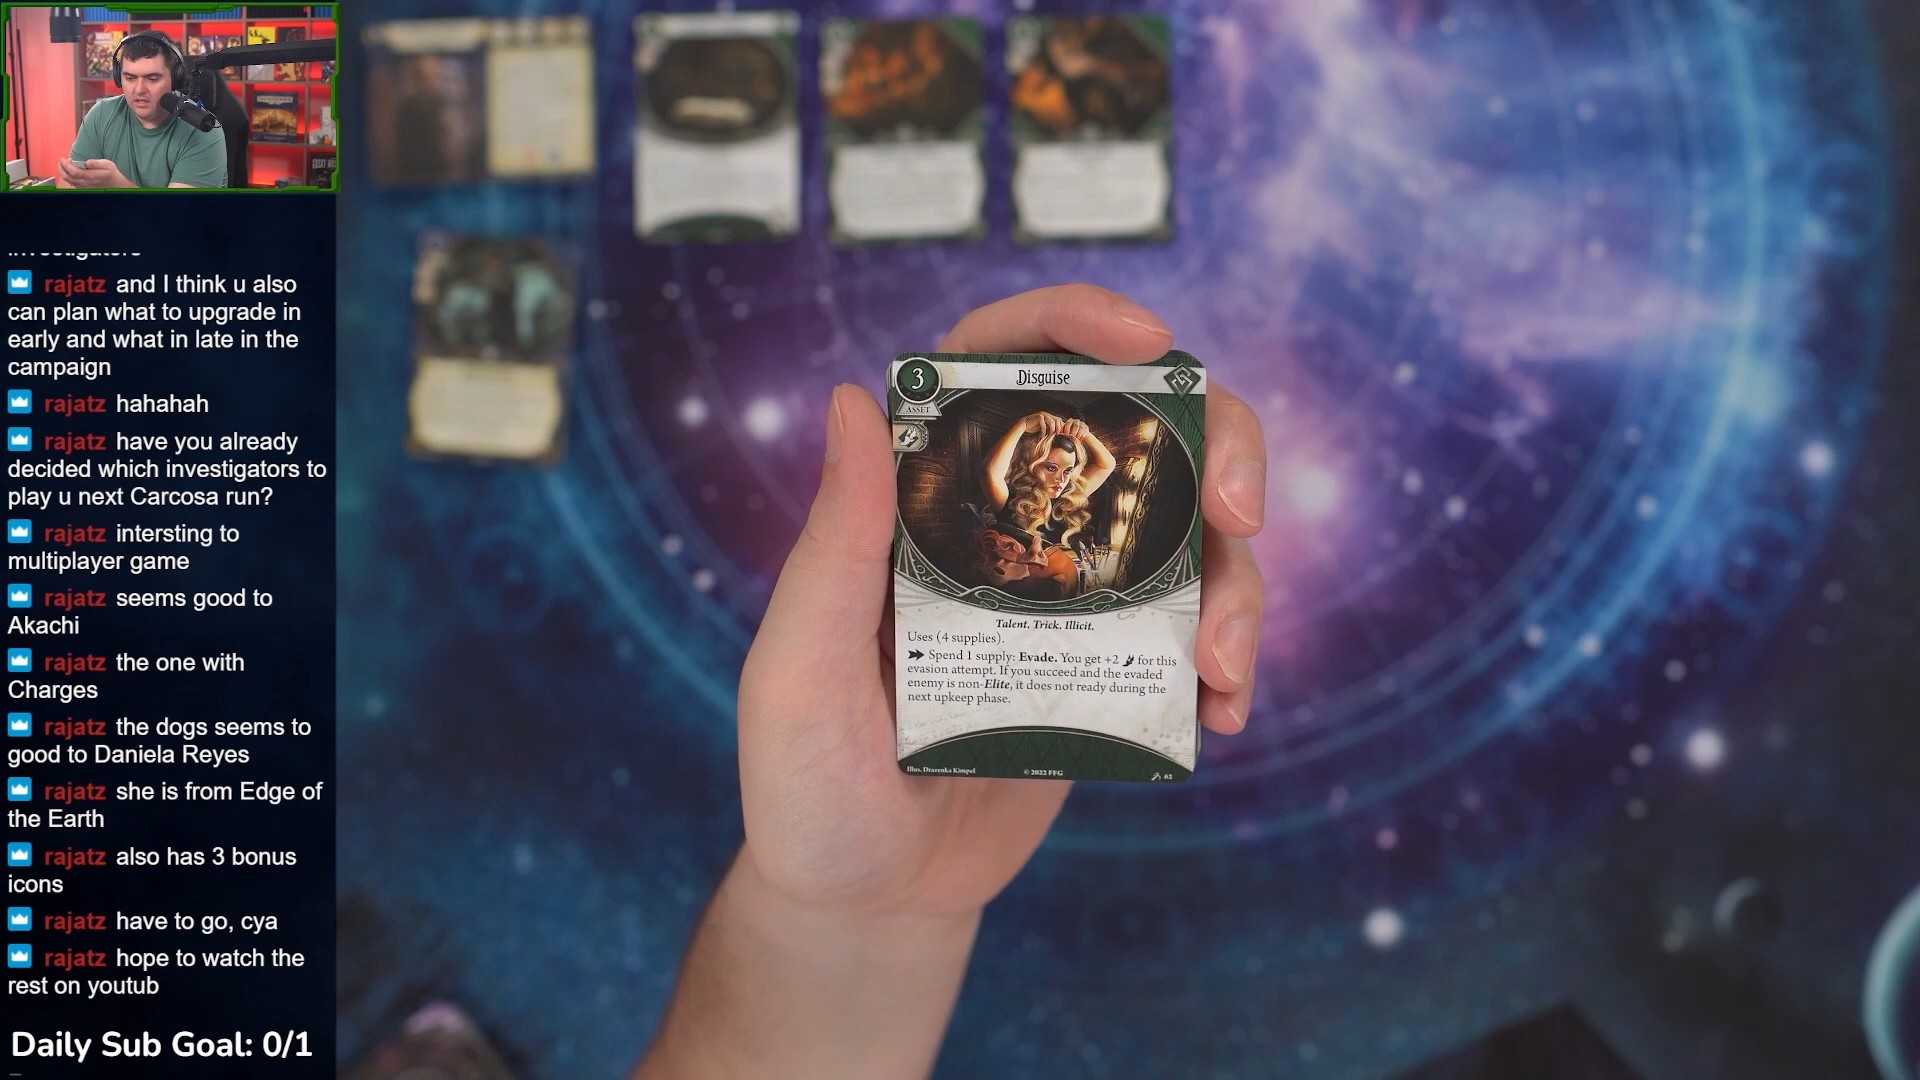 rajatz and I think u also
can plan what to upgrade in
early and what in late in the
campaign
rajatz hahahah
rajatz have you already
decided which investigators to
play u next Carcosa run?
rajatz intersting to
multiplayer game
rajatz seems good to
Akachi
rajatz the one with
Charges
rajatz the dogs seems to
good to Daniela Reyes
rajatz she is from Edge of
the Earth
rajatz also has 3 bonus
icons
rajatz have to go, cya
rajatz hope to watch the
rest on youtub
Daily Sub Goal: 0/1
3
Disguise
ASSET
Talent. Trick. Illicit.
Uses (4 supplies).
Spend 1 supply: Evade. You get +2 for this
evasion attempt. If you succeed and the evaded
enemy is non-Elite, it does not ready during the
next upkeep phase.
Illus. Drazenka Kimpel
© 2022 FFG
62